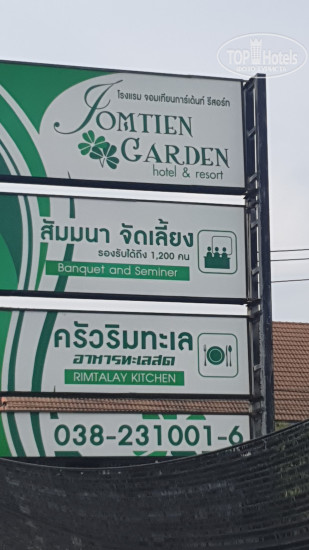 TOPHotels
โรงแรม จอมเทียนการ์เด้นท์ รีสอร์ท
JOMTIEN
GARDEN
hotel & resort
สัมมนา จัดเลี้ยง
รองรับได้ถึง 1,200 คน
Banquet and Seminer
ครัวริมทะเล
อาหารทะเลสด
RIMTALAY KITCHEN
038-231001-6